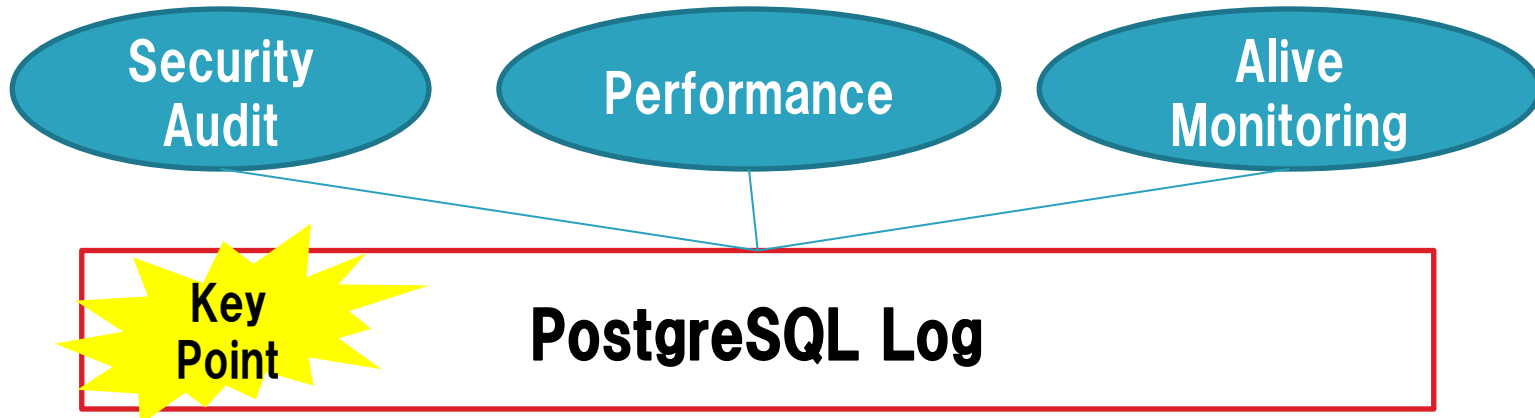 Security
Audit
Performance
Alive
Monitoring
Key
Point
PostgreSQL Log